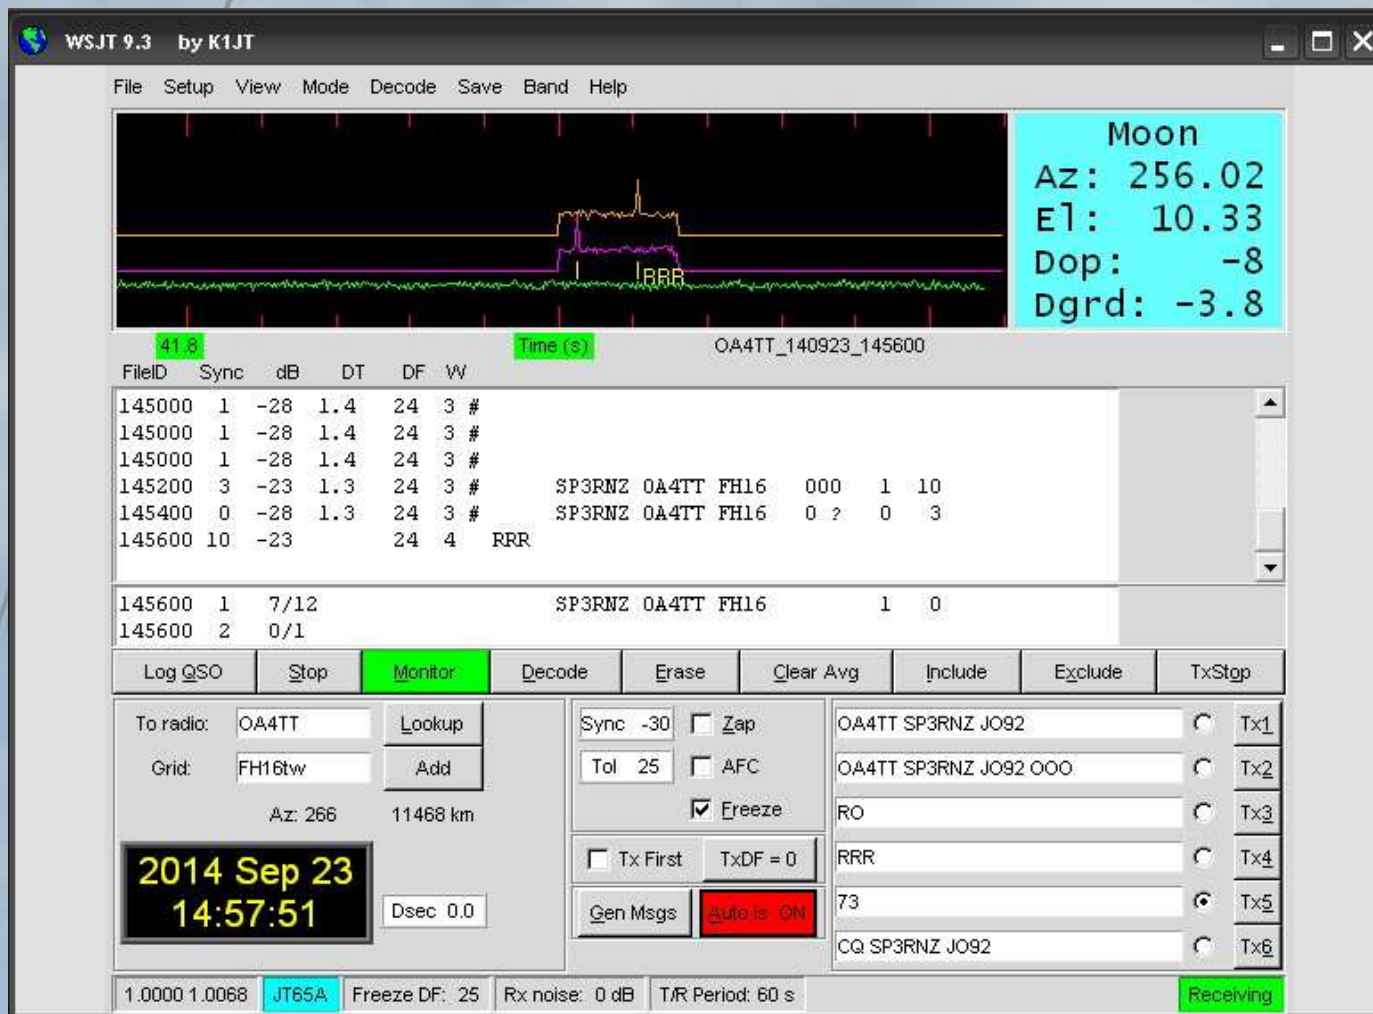 WSJT 9.3 by K1JT
File Setup View Mode Decode Save Band Help
RRR
Moon
Az: 256.02
El: 10.33
Dop: -8
Dgrd: -3.8
41.8 Time (s) OA4TT_140923_145600
FileID Sync dB DT DF W
145000 1 -28 1.4 24 3 #
145000 1 -28 1.4 24 3 #
145000 1 -28 1.4 24 3 #
145200 3 -23 1.3 24 3 # SP3RNZ OA4TT FH16 OOO 1 10
145400 0 -28 1.3 24 3 # SP3RNZ OA4TT FH16 O ? 0 3
145600 10 -23 24 4 RRR
145600 1 7/12 SP3RNZ OA4TT FH16 1 0
145600 2 0/1
Log QSO Stop Monitor Decode Erase Clear Avg Include Exclude TxStop
To radio: OA4TT Lookup
Grid: FH16tw Add
Az: 266 11468 km
2014 Sep 23
14:57:51
Dsec 0.0
Sync -30 Zap
Tol 25 AFC
Freeze
Tx First TxDF = 0
Gen Msgs Auto is ON
OA4TT SP3RNZ JO92 Tx1
OA4TT SP3RNZ JO92 OOO Tx2
RO Tx3
RRR Tx4
73 Tx5
CQ SP3RNZ JO92 Tx6
1.0000 1.0068 JT65A Freeze DF: 25 Rx noise: 0 dB T/R Period: 60 s Receiving